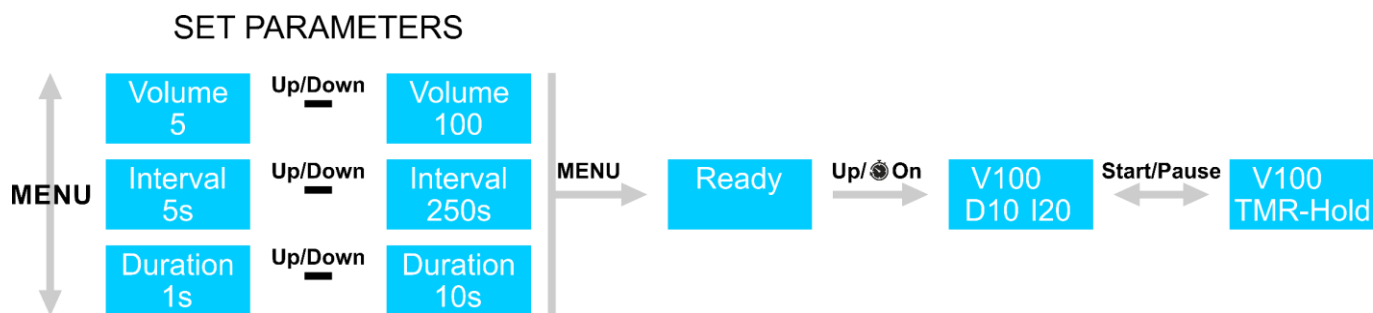 SET PARAMETERS
Volume
5
Up/Down
Volume
100
MENU
Interval
5s
Up/Down
Interval
250s
MENU
Ready
Up/ On
V100
D10 I20
Start/Pause
V100
TMR-Hold
Duration
1s
Up/Down
Duration
10s